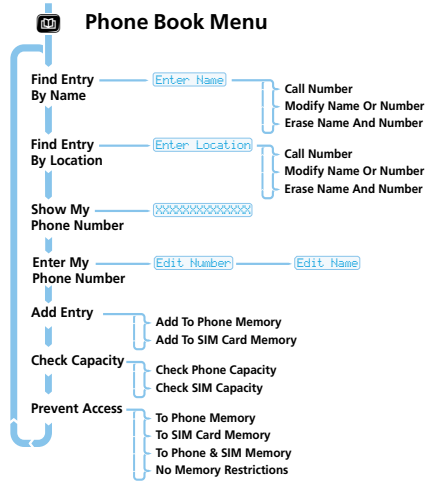 Phone Book Menu
Find Entry
By Name
Enter Name
Call Number
Modify Name Or Number
Erase Name And Number
Find Entry
By Location
Enter Location
Call Number
Modify Name Or Number
Erase Name And Number
Show My
Phone Number
XXXXXXXXXXXXX
Enter My
Phone Number
Edit Number
Edit Name
Add Entry
Add To Phone Memory
Add To SIM Card Memory
Check Capacity
Check Phone Capacity
Check SIM Capacity
Prevent Access
To Phone Memory
To SIM Card Memory
To Phone & SIM Memory
No Memory Restrictions